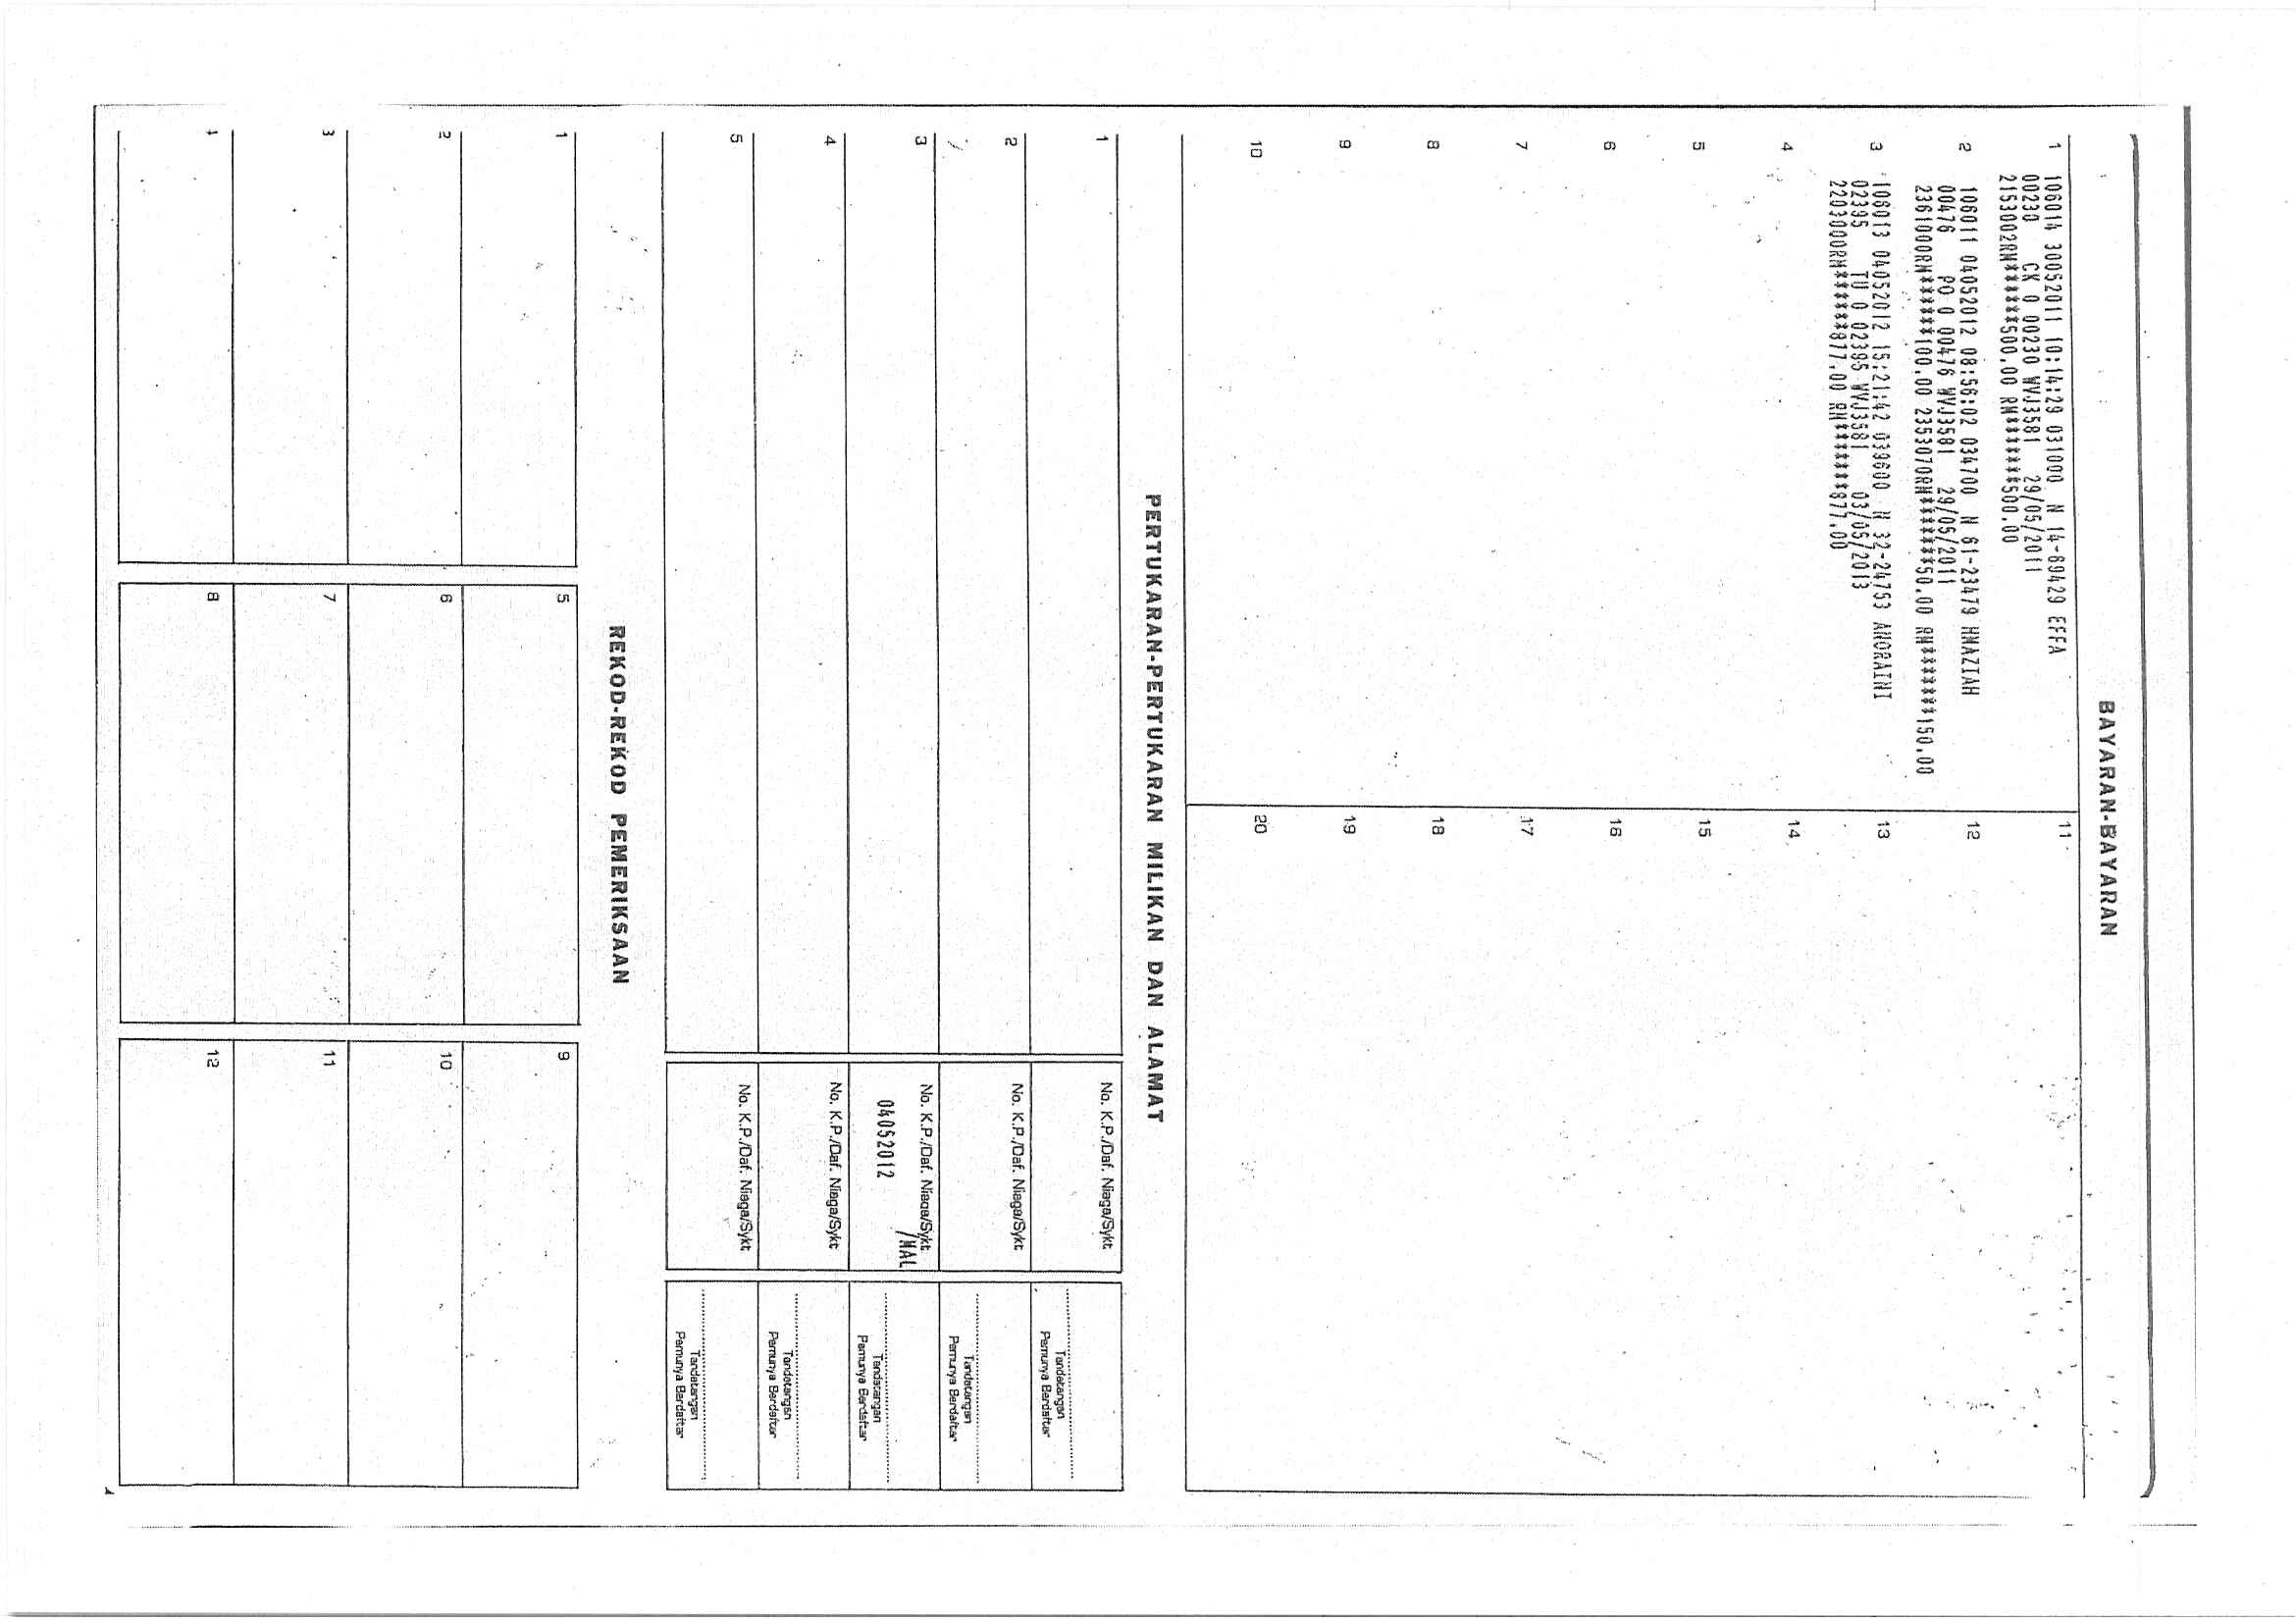 BAYARAN-BAYARAN
1 106014 30052011 10:14:29 031000 N 14-69429 EFFA
00230 CK 0 00230 WVJ3581 29/05/2011
2153002RM******500.00 RM*******500.00
2 106011 04052012 08:56:02 034700 N 61-23479 HMAZIAH
00476 PO 0 00476 WVJ3581 29/05/2011
2361000RM******100.00 2353070RM*******50.00 RM*******150.00
3 106013 04052012 15:21:42 039600 N 32-24753 ANORAINI
02395 TU 0 02395 WVJ3581 03/05/2013
2203000RM******877.00 RM*******877.00
4
5
6
7
8
9
10
11
12
13
14
15
16
17
18
19
20
PERTUKARAN-PERTUKARAN MILIKAN DAN ALAMAT
1 No. K.P./Daf. Niaga/Sykt
Tandatangan
Pemunya Berdaftar
2 No. K.P./Daf. Niaga/Sykt
Tandatangan
Pemunya Berdaftar
3 No. K.P./Daf. Niaga/Sykt
/MAL
04052012
Tandatangan
Pemunya Berdaftar
4 No. K.P./Daf. Niaga/Sykt
Tandatangan
Pemunya Berdaftar
5 No. K.P./Daf. Niaga/Sykt
Tandatangan
Pemunya Berdaftar
REKOD-REKOD PEMERIKSAAN
1 5 9
2 6 10
3 7 11
8 12